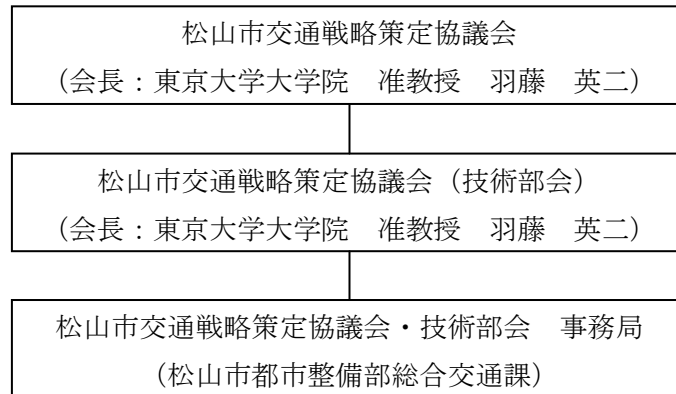 松山市交通戦略策定協議会
（会長：東京大学大学院　准教授　羽藤　英二）
松山市交通戦略策定協議会（技術部会）
（会長：東京大学大学院　准教授　羽藤　英二）
松山市交通戦略策定協議会・技術部会　事務局
（松山市都市整備部総合交通課）